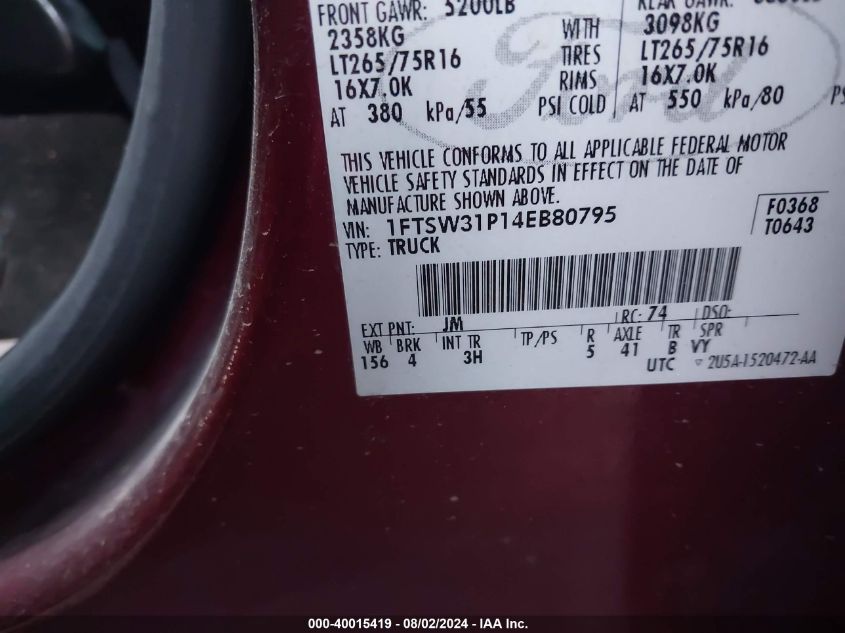 FRONT GAWR: 5200LB
2358KG
LT265/75R16
16X7.0K
AT 380 kPa/55
WITH
TIRES
RIMS
PSI COLD
REAR GAWR:
3098KG
LT265/75R16
16X7.0K
AT 550 kPa/80
Ford
THIS VEHICLE CONFORMS TO ALL APPLICABLE FEDERAL MOTOR
VEHICLE SAFETY STANDARDS IN EFFECT ON THE DATE OF
MANUFACTURE SHOWN ABOVE.
VIN: 1FTSW31P14EB80795
TYPE: TRUCK
F0368
T0643
EXT PNT: JM RC: 74 DSO:
WB BRK INT TR TP/PS R AXLE TR SPR
156 4 3H 5 41 B VY
UTC ▽ 2U5A-1520472-AA
000-40015419 - 08/02/2024 - IAA Inc.